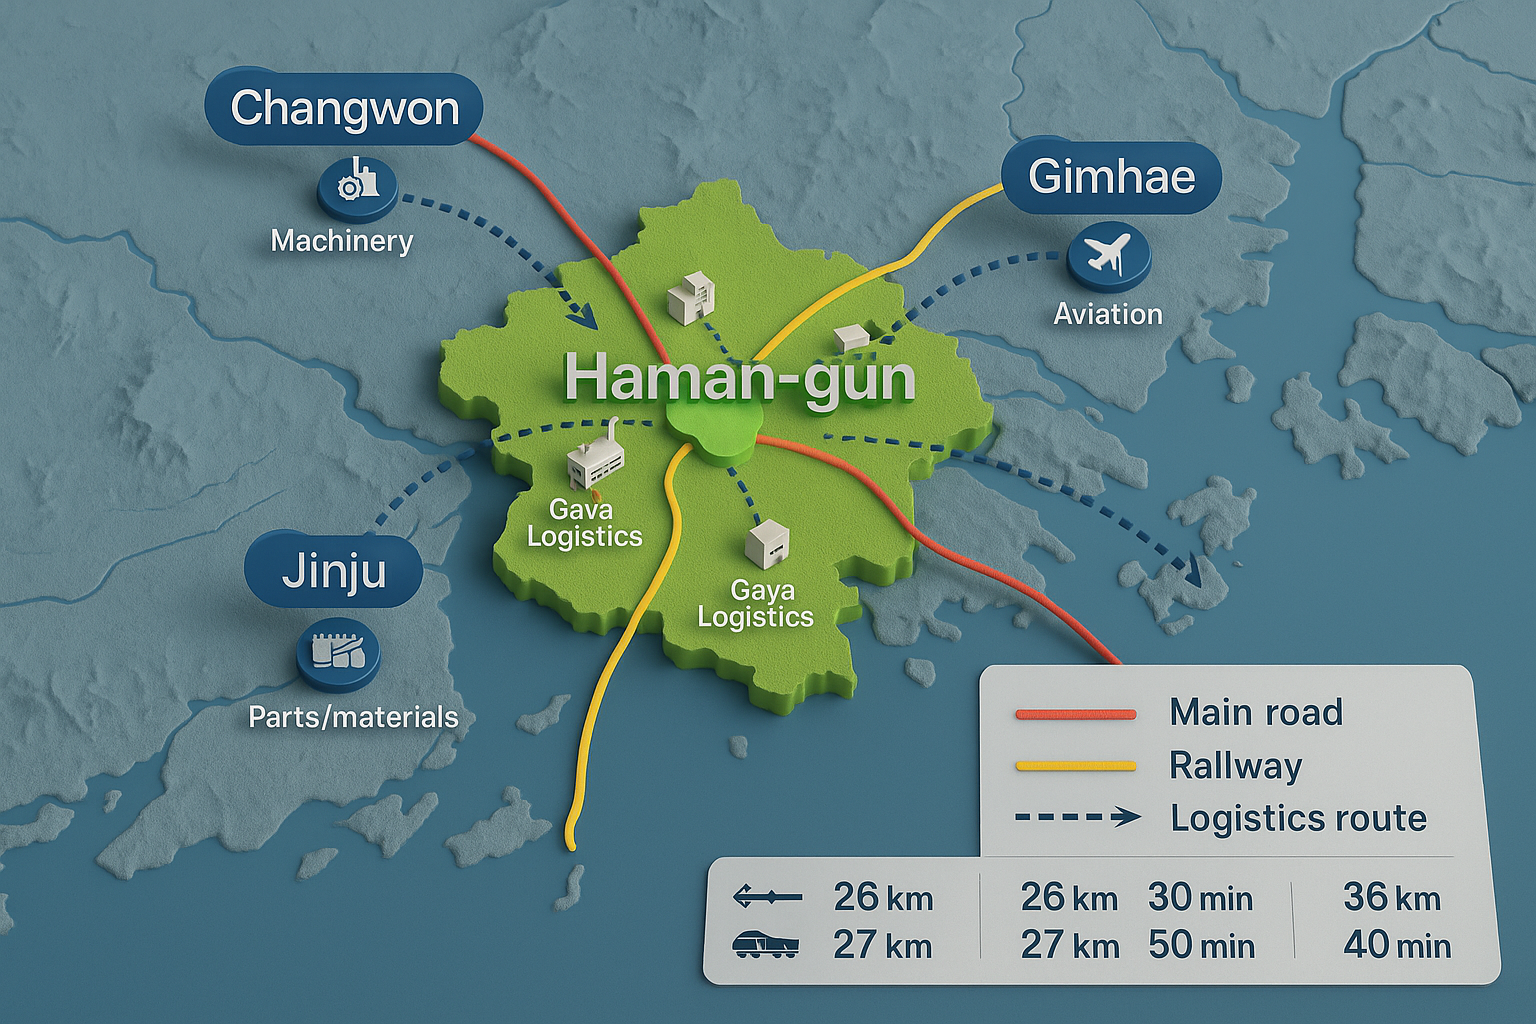 Changwon
Machinery
Gimhae
Aviation
Haman-gun
Gava
Logistics
Jinju
Parts/materials
Gaya
Logistics
Main road
Rallway
Logistics route
26 km 26 km 30 min 36 km
27 km 27 km 50 min 40 min